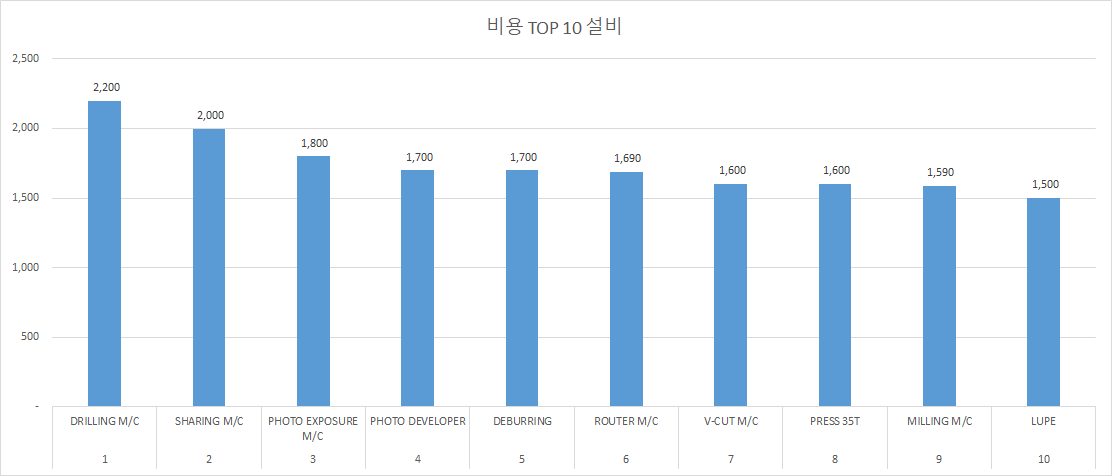 비용 TOP 10 설비
2,500
2,000
1,500
1,000
500
-
2,200
2,000
1,800
1,700
1,700
1,690
1,600
1,600
1,590
1,500
DRILLING M/C
SHARING M/C
PHOTO EXPOSURE
M/C
PHOTO DEVELOPER
DEBURRING
ROUTER M/C
V-CUT M/C
PRESS 35T
MILLING M/C
LUPE
1
2
3
4
5
6
7
8
9
10